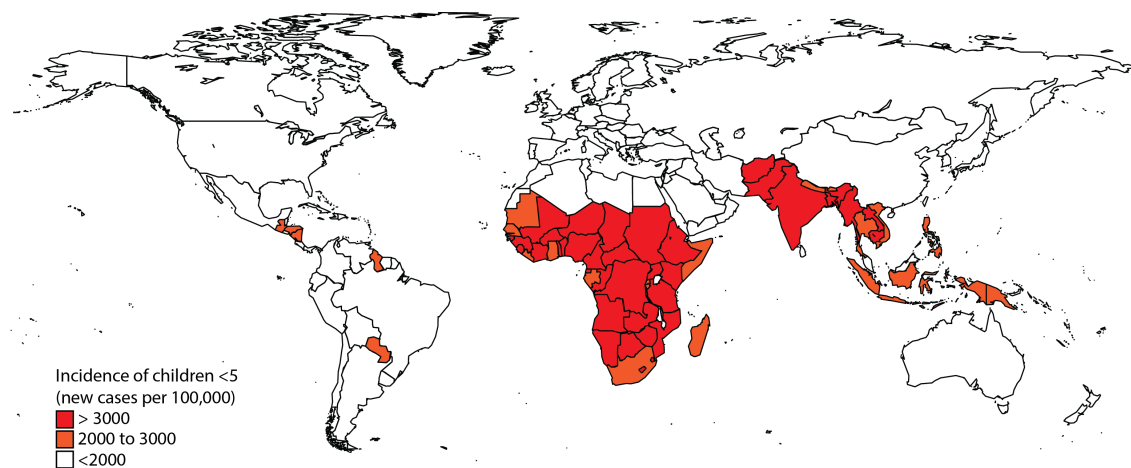 Incidence of children <5
(new cases per 100,000)
> 3000
2000 to 3000
<2000